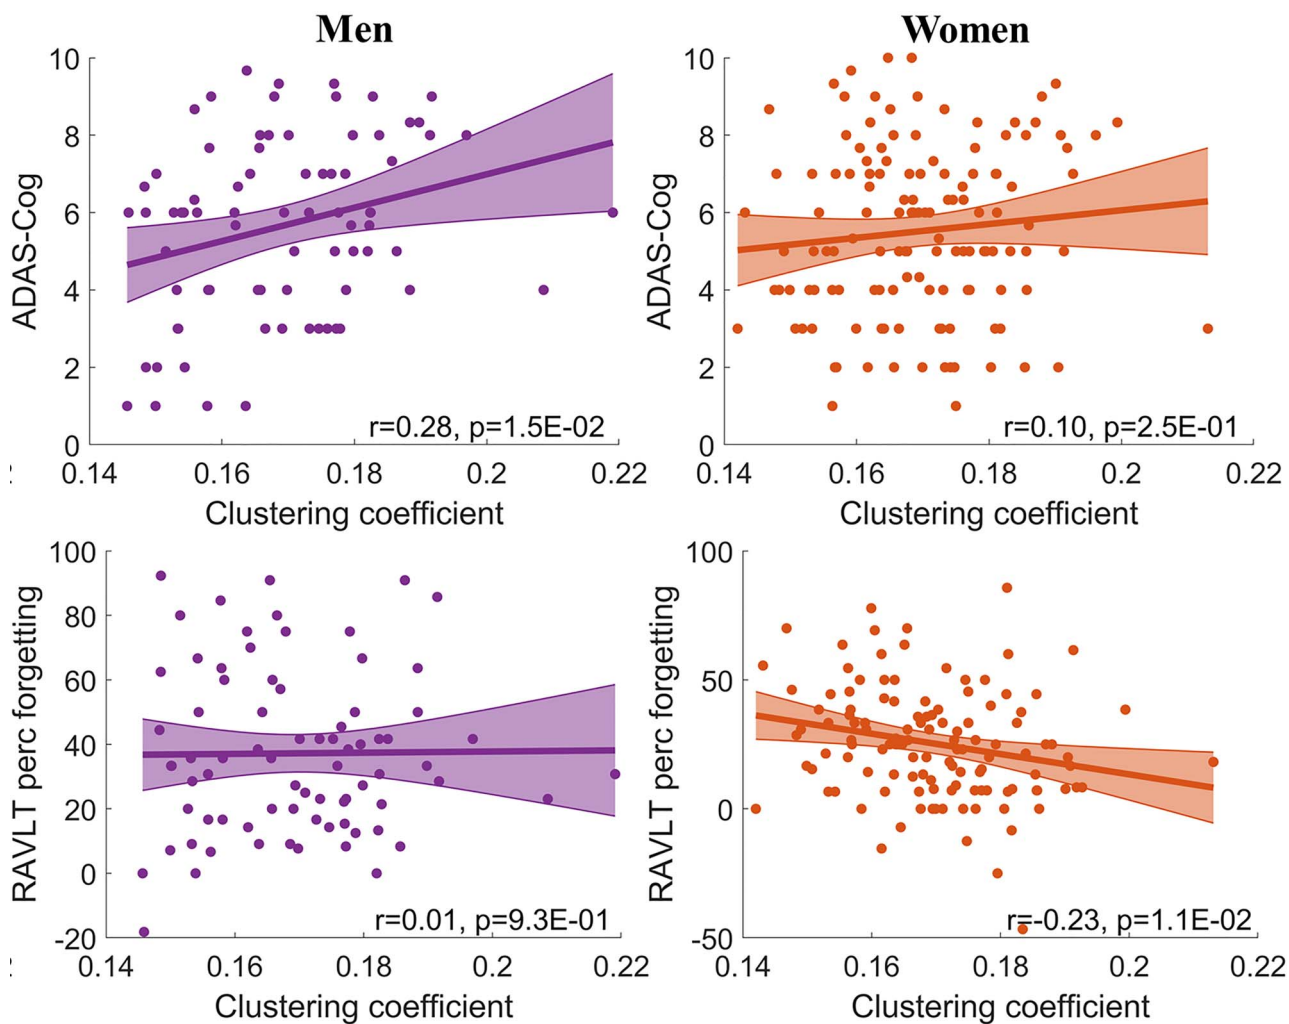 Men
Women
10
8
6
4
2
0
ADAS-Cog
r=0.28, p=1.5E-02
0.14 0.16 0.18 0.2 0.22
Clustering coefficient
10
8
6
4
2
0
ADAS-Cog
r=0.10, p=2.5E-01
0.14 0.16 0.18 0.2 0.22
Clustering coefficient
100
80
60
40
20
0
-20
RAVLT perc forgetting
r=0.01, p=9.3E-01
0.14 0.16 0.18 0.2 0.22
Clustering coefficient
100
50
0
-50
RAVLT perc forgetting
r=-0.23, p=1.1E-02
0.14 0.16 0.18 0.2 0.22
Clustering coefficient